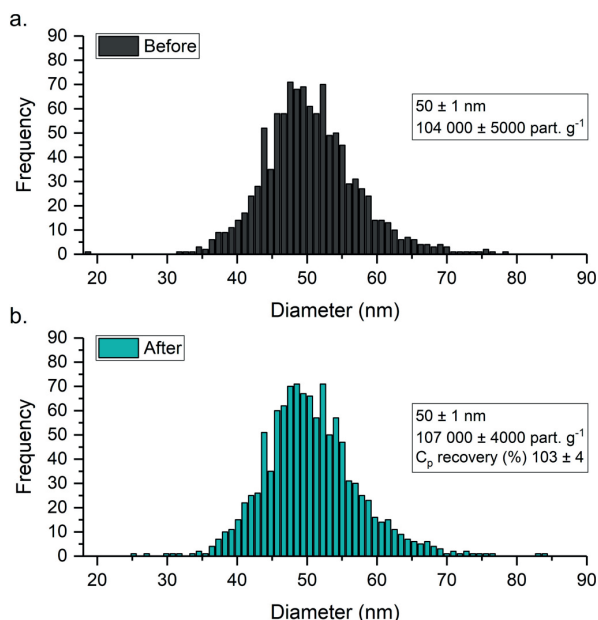 a.
Before
90
80
70
60
50
40
30
20
10
0
Frequency
50 ± 1 nm
104 000 ± 5000 part. g⁻¹
20 30 40 50 60 70 80 90
Diameter (nm)
b.
After
90
80
70
60
50
40
30
20
10
0
Frequency
50 ± 1 nm
107 000 ± 4000 part. g⁻¹
Cₚ recovery (%) 103 ± 4
20 30 40 50 60 70 80 90
Diameter (nm)